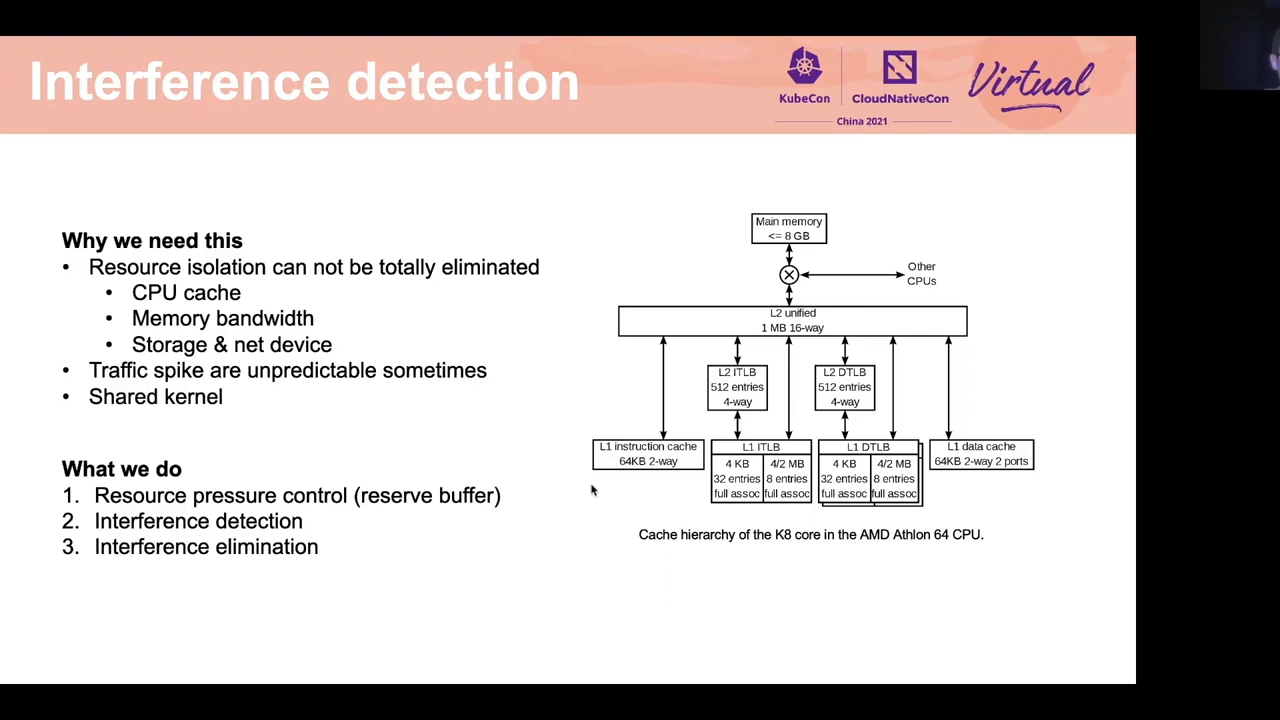 Interference detection
KubeCon
CloudNativeCon
Virtual
China 2021
Why we need this
• Resource isolation can not be totally eliminated
• CPU cache
• Memory bandwidth
• Storage & net device
• Traffic spike are unpredictable sometimes
• Shared kernel
What we do
1. Resource pressure control (reserve buffer)
2. Interference detection
3. Interference elimination
Main memory
<= 8 GB
Other
CPUs
L2 unified
1 MB 16-way
L2 ITLB
512 entries
4-way
L2 DTLB
512 entries
4-way
L1 instruction cache
64KB 2-way
L1 ITLB
4 KB
32 entries
full assoc
4/2 MB
8 entries
full assoc
L1 DTLB
4 KB
32 entries
full assoc
4/2 MB
8 entries
full assoc
L1 data cache
64KB 2-way 2 ports
Cache hierarchy of the K8 core in the AMD Athlon 64 CPU.